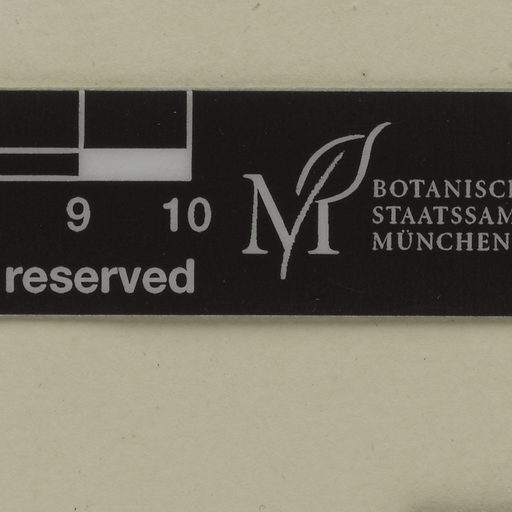 9 10
reserved
BOTANISC
STAATSSAM
MÜNCHEN